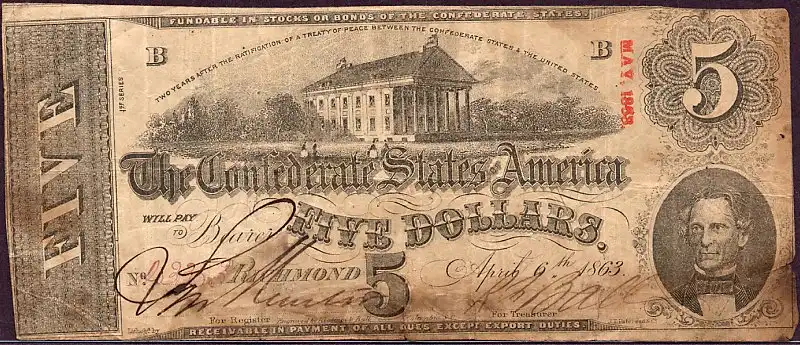 FUNDABLE IN STOCKS OR BONDS OF THE CONFEDERATE STATES.
B
TWO YEARS AFTER THE RATIFICATION OF A TREATY OF PEACE BETWEEN THE CONFEDERATE STATES & THE UNITED STATES
B
MAY. 1863
5
1ST SERIES
FIVE
The Confederate States of America
WILL PAY TO Bearer
FIVE DOLLARS.
No.
RICHMOND
5
April 6th 1863.
For Register
For Treasurer
RECEIVABLE IN PAYMENT OF ALL DUES EXCEPT EXPORT DUTIES.